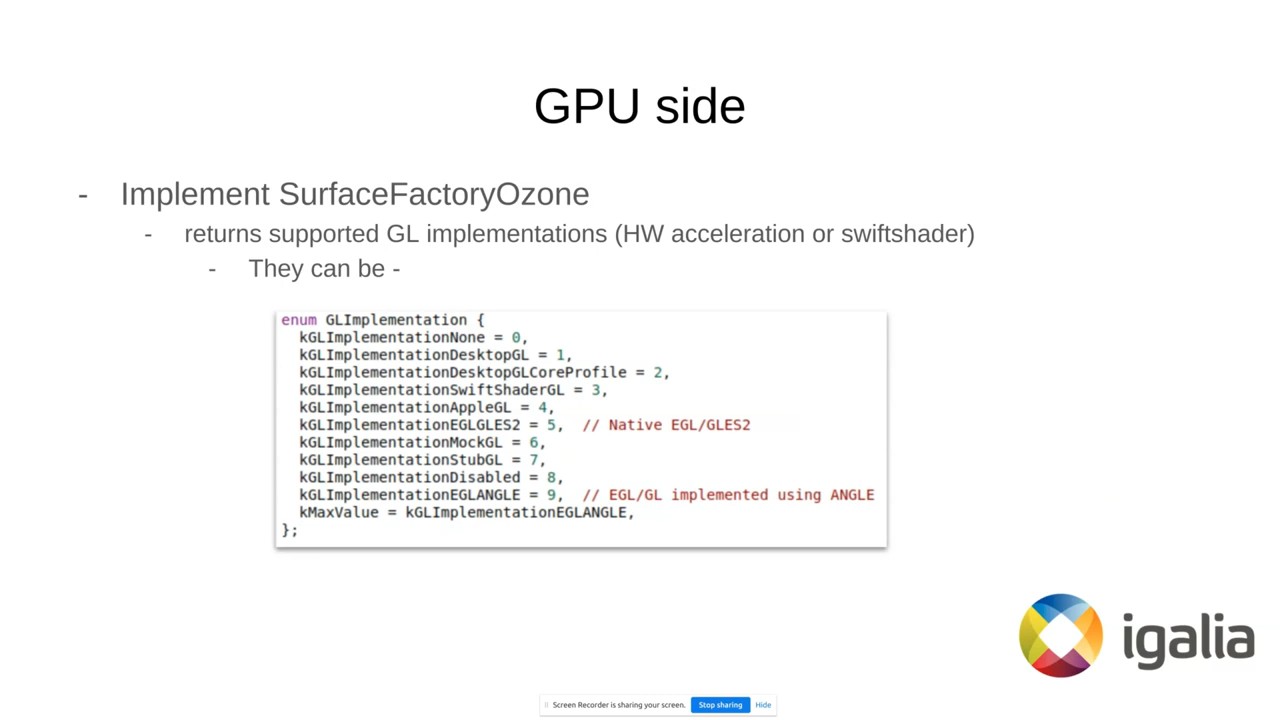 GPU side
- Implement SurfaceFactoryOzone
- returns supported GL implementations (HW acceleration or swiftshader)
- They can be -
enum GLImplementation {
kGLImplementationNone = 0,
kGLImplementationDesktopGL = 1,
kGLImplementationDesktopGLCoreProfile = 2,
kGLImplementationSwiftShaderGL = 3,
kGLImplementationAppleGL = 4,
kGLImplementationEGLGLES2 = 5,  // Native EGL/GLES2
kGLImplementationMockGL = 6,
kGLImplementationStubGL = 7,
kGLImplementationDisabled = 8,
kGLImplementationEGLANGLE = 9,  // EGL/GL implemented using ANGLE
kMaxValue = kGLImplementationEGLANGLE,
};
igalia
Screen Recorder is sharing your screen. Stop sharing Hide